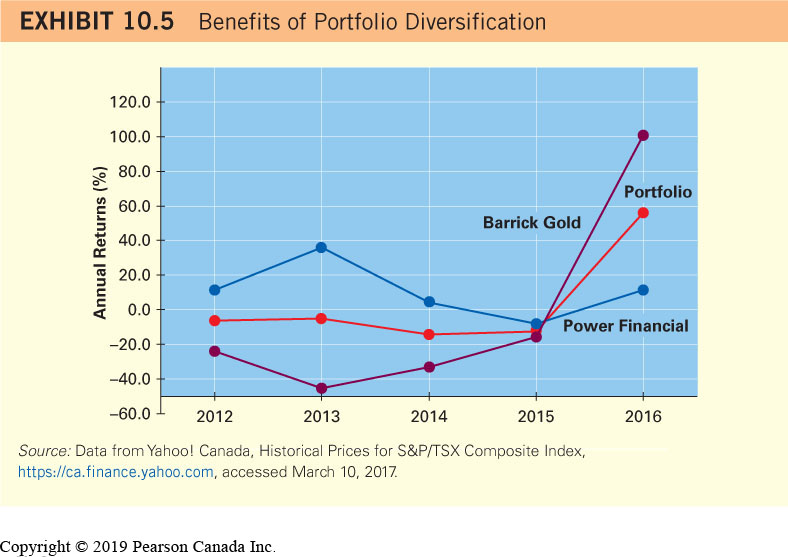 EXHIBIT 10.5 Benefits of Portfolio Diversification
120.0
100.0
80.0
60.0
40.0
20.0
0.0
−20.0
−40.0
−60.0
Annual Returns (%)
Portfolio
Barrick Gold
Power Financial
2012 2013 2014 2015 2016
Source: Data from Yahoo! Canada, Historical Prices for S&P/TSX Composite Index,
https://ca.finance.yahoo.com, accessed March 10, 2017.
Copyright © 2019 Pearson Canada Inc.